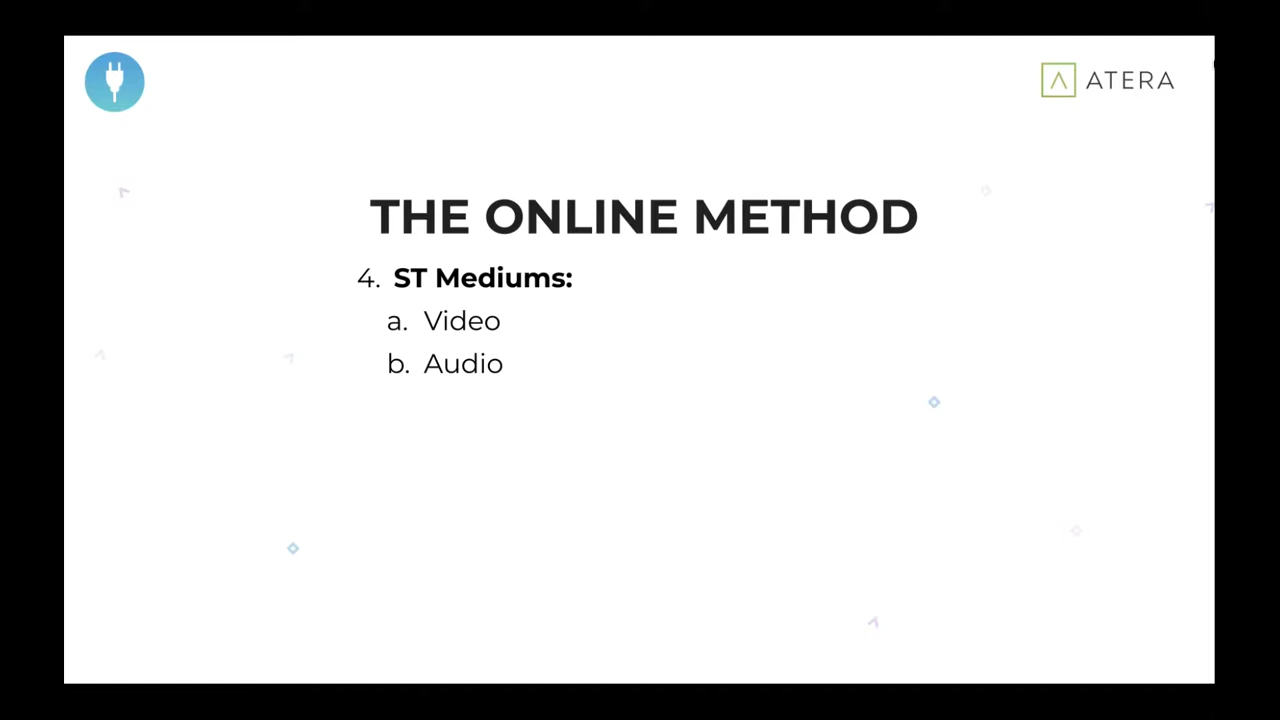 ATERA
THE ONLINE METHOD
4. ST Mediums:
a. Video
b. Audio